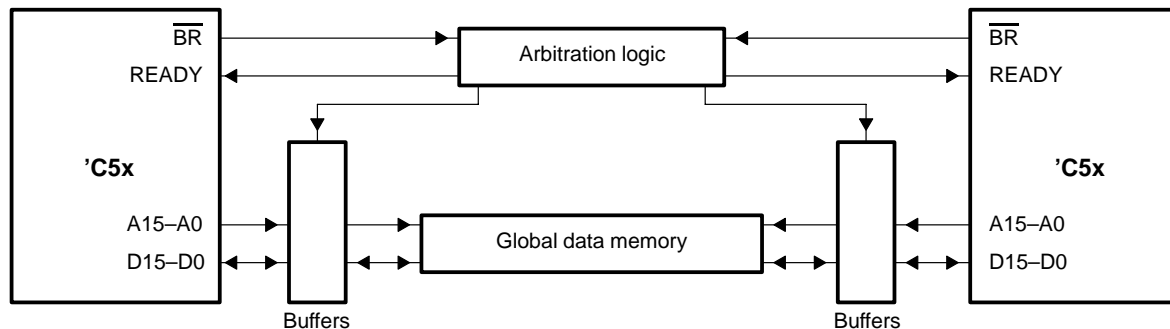 BR
Arbitration logic
BR
READY
READY
’C5x
’C5x
A15–A0
A15–A0
Global data memory
D15–D0
D15–D0
Buffers
Buffers